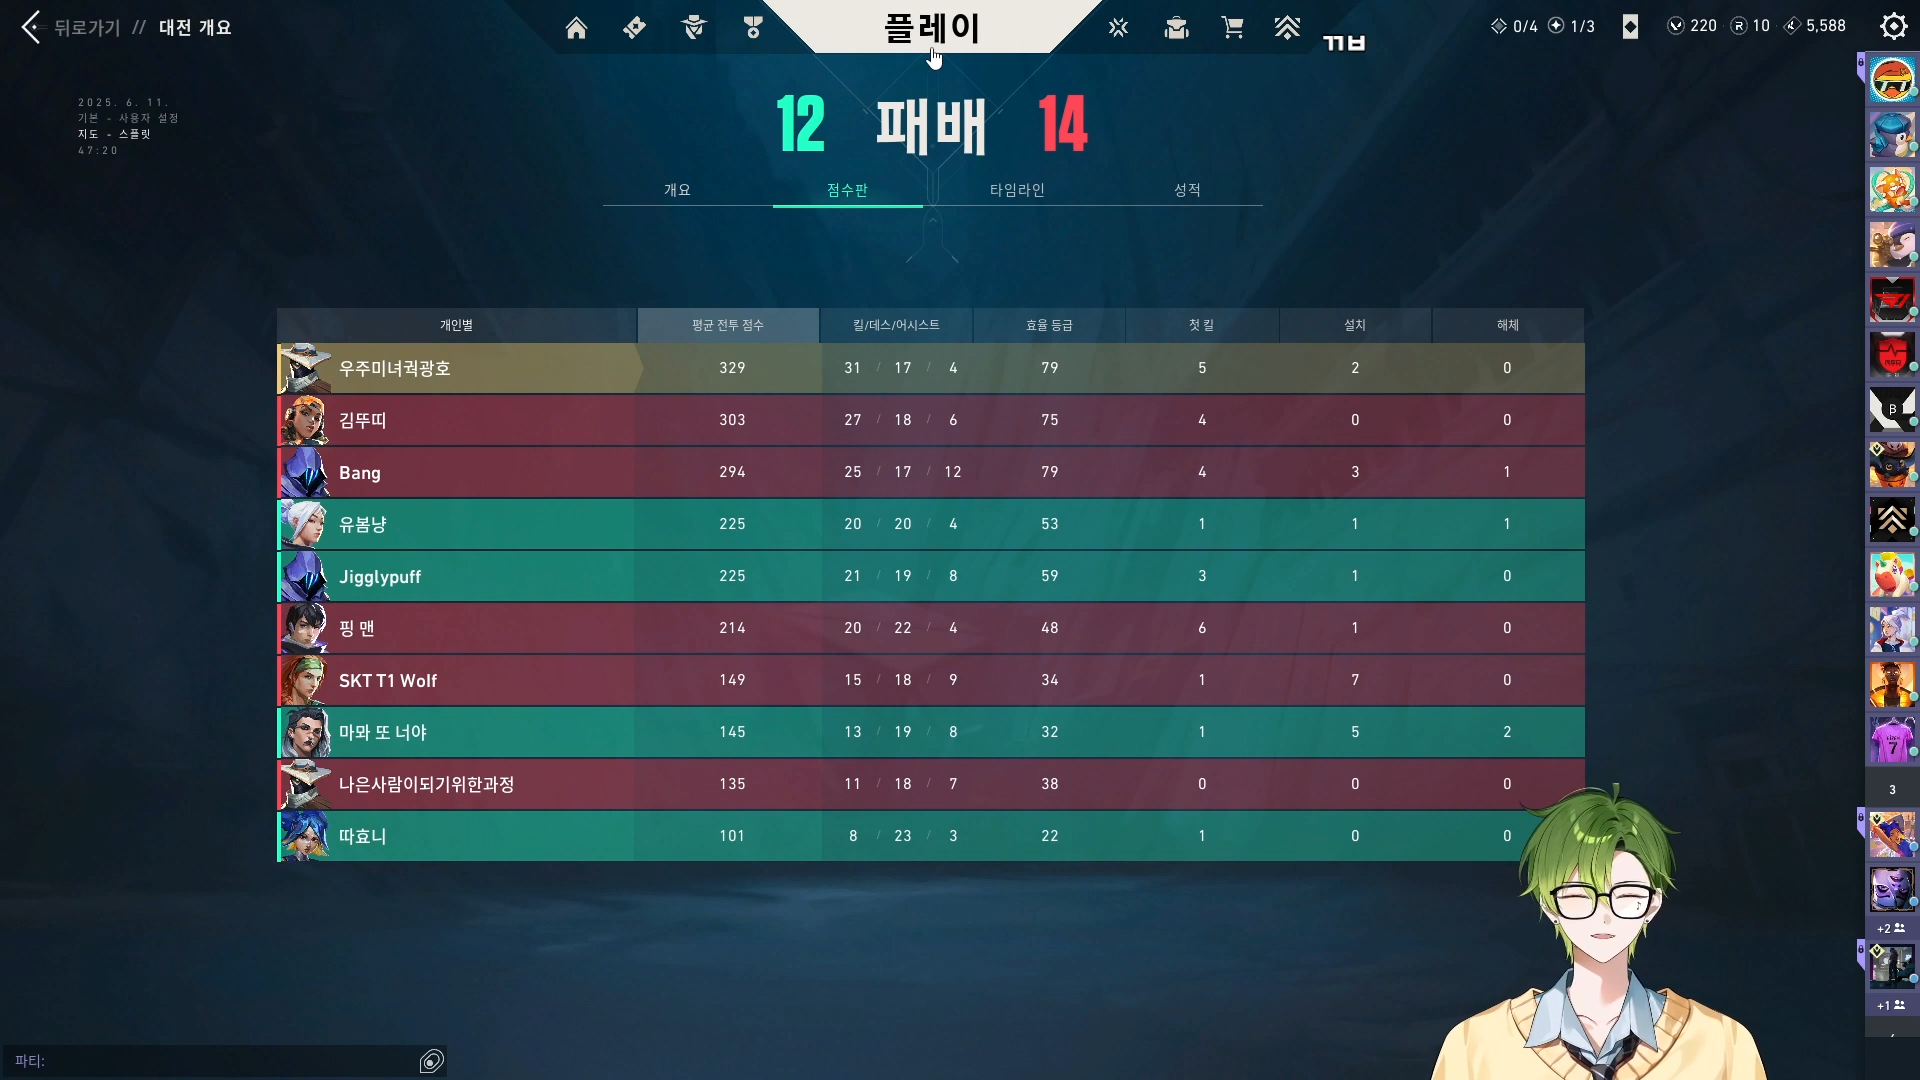 뒤로가기 // 대전 개요
플레이
ㄲㅂ
0/4 1/3 220 10 5,588
2025. 6. 11.
기본 - 사용자 설정
지도 - 스플릿
47:20
12 패배 14
개요 점수판 타임라인 성적
개인별 평균 전투 점수 킬/데스/어시스트 효율 등급 첫 킬 설치 해체
우주미녀궉광호 329 31 / 17 / 4 79 5 2 0
김뚜띠 303 27 / 18 / 6 75 4 0 0
Bang 294 25 / 17 / 12 79 4 3 1
유봄냥 225 20 / 20 / 4 53 1 1 1
Jigglypuff 225 21 / 19 / 8 59 3 1 0
핑 맨 214 20 / 22 / 4 48 6 1 0
SKT T1 Wolf 149 15 / 18 / 9 34 1 7 0
마뫄 또 너야 145 13 / 19 / 8 32 1 5 2
나은사람이되기위한과정 135 11 / 18 / 7 38 0 0 0
따효니 101 8 / 23 / 3 22 1 0 0
B
7
3
+2
+1
파티: